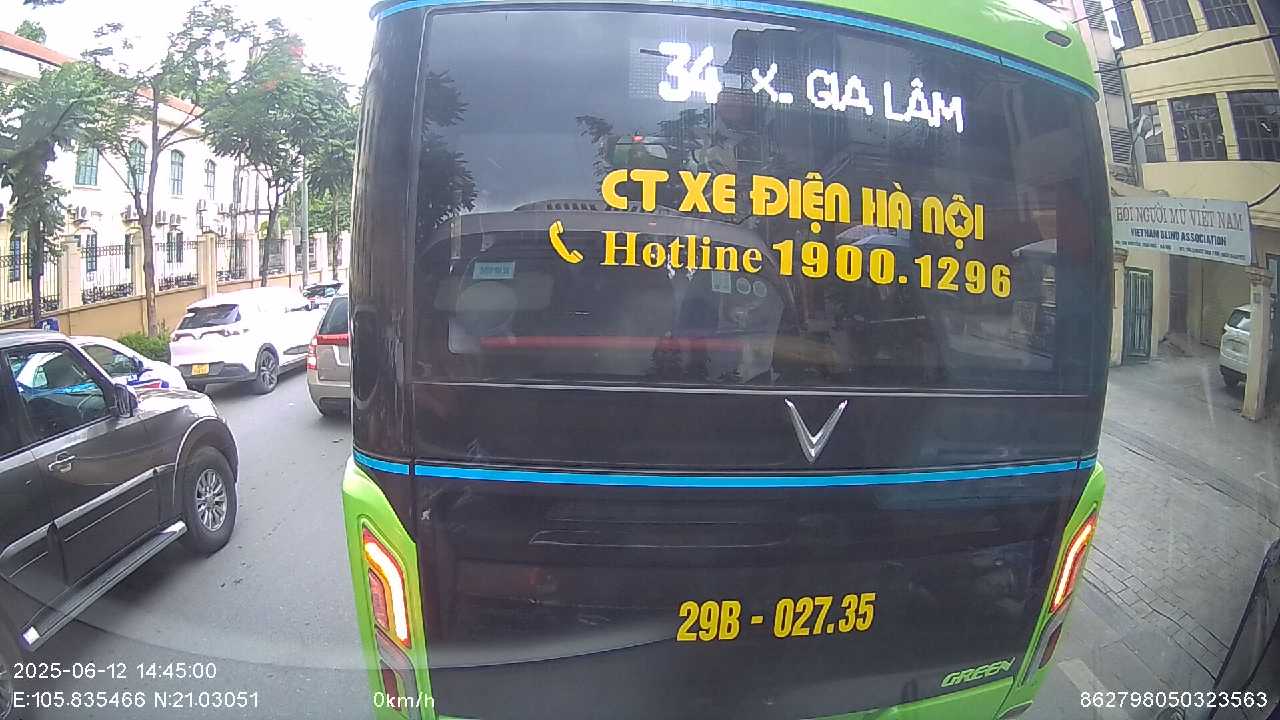 34 X. GIA LÂM
CT XE ĐIỆN HÀ NỘI
Hotline 1900.1296
HỘI NGƯỜI MÙ VIỆT NAM
VIETNAM BLIND ASSOCIATION
29B - 027.35
GREEN
2025-06-12 14:45:00
E:105.835466 N:21.03051
0km/h
862798050323563